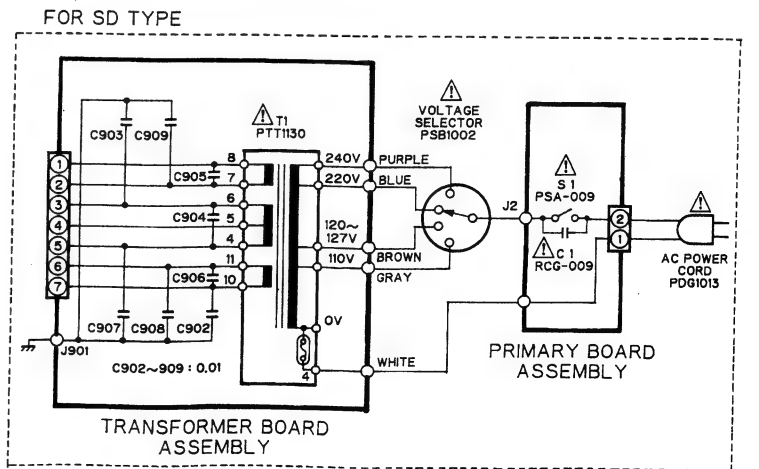 FOR SD TYPE
C903 C909
T1
PTT1130
VOLTAGE
SELECTOR
PSB1002
1
2
3
4
5
6
7
C905
C904
C906
8
7
6
5
4
11
10
240V PURPLE
220V BLUE
120~
127V
BROWN
110V
GRAY
0V
4
WHITE
J2
S 1
PSA-009
C 1
RCG-009
2
1
AC POWER
CORD
PDG1013
C907 C908 C902
J901
C902~909 : 0.01
PRIMARY BOARD
ASSEMBLY
TRANSFORMER BOARD
ASSEMBLY